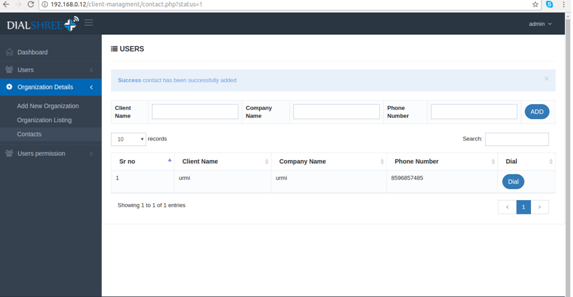 192.168.0.12/client-managment/contact.php?status=1
DIALSHREE
admin
Dashboard
Users
Organization Details
Add New Organization
Organization Listing
Contacts
Users permission
USERS
Success contact has been successfully added
×
Client Name
Company Name
Phone Number
ADD
10 records
Search:
Sr no Client Name Company Name Phone Number Dial
1 urmi urmi 8596857485 Dial
Showing 1 to 1 of 1 entries
< 1 >